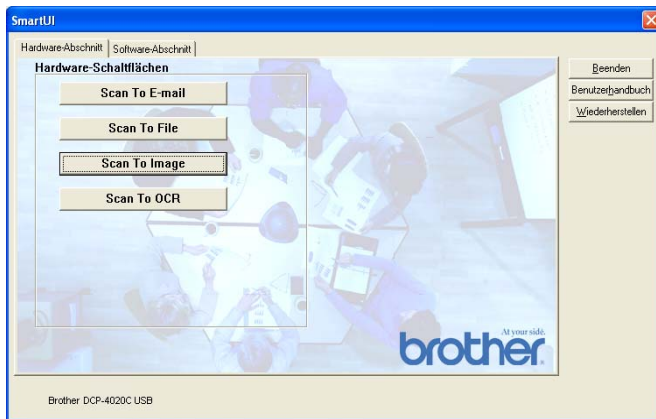 SmartUI
Hardware-Abschnitt
Software-Abschnitt
Hardware-Schaltflächen
Scan To E-mail
Scan To File
Scan To Image
Scan To OCR
Beenden
Benutzerhandbuch
Wiederherstellen
At your side.
brother
Brother DCP-4020C USB